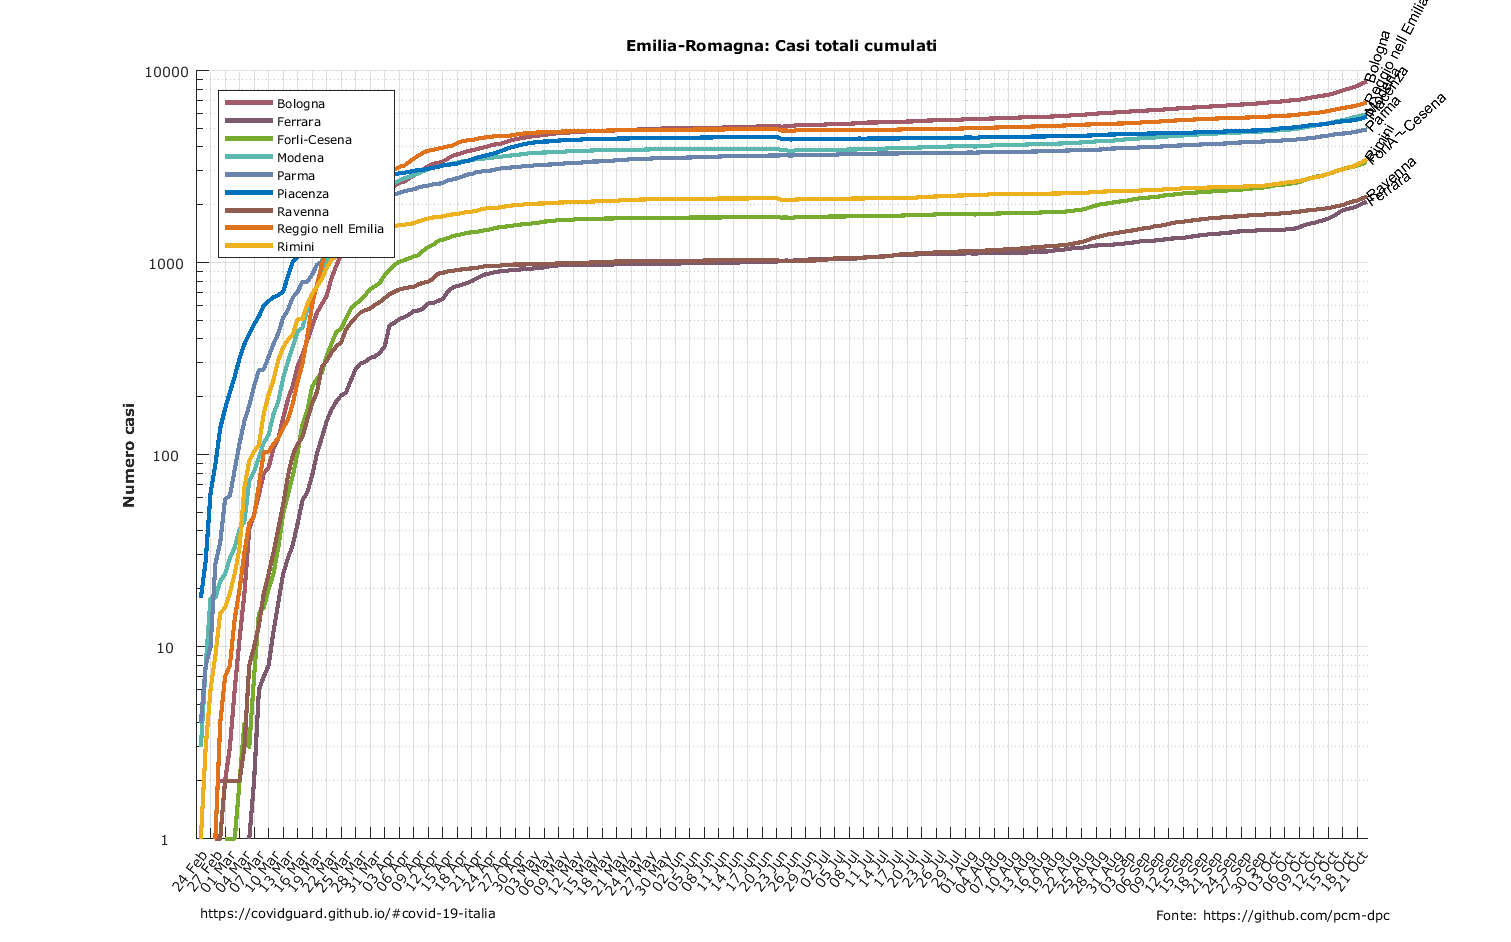 Emilia-Romagna: Casi totali cumulati
Numero casi
10000
1000
100
10
1
Bologna
Ferrara
Forli-Cesena
Modena
Parma
Piacenza
Ravenna
Reggio nell Emilia
Rimini
Bologna
Reggio nell Emilia
Modena
Piacenza
Parma
Rimini
Ravenna
Ferrara
24 Feb
27 Feb
01 Mar
04 Mar
07 Mar
10 Mar
13 Mar
16 Mar
19 Mar
22 Mar
25 Mar
28 Mar
31 Mar
03 Apr
06 Apr
09 Apr
12 Apr
15 Apr
18 Apr
21 Apr
24 Apr
27 Apr
30 Apr
03 May
06 May
09 May
12 May
15 May
18 May
21 May
24 May
27 May
30 May
02 Jun
05 Jun
08 Jun
11 Jun
14 Jun
17 Jun
20 Jun
23 Jun
26 Jun
29 Jun
02 Jul
05 Jul
08 Jul
11 Jul
14 Jul
17 Jul
20 Jul
23 Jul
26 Jul
29 Jul
01 Aug
04 Aug
07 Aug
10 Aug
13 Aug
16 Aug
19 Aug
22 Aug
25 Aug
28 Aug
31 Aug
03 Sep
06 Sep
09 Sep
12 Sep
15 Sep
18 Sep
21 Sep
24 Sep
27 Sep
30 Sep
03 Oct
06 Oct
09 Oct
12 Oct
15 Oct
18 Oct
21 Oct
https://covidguard.github.io/#covid-19-italia
Fonte: https://github.com/pcm-dpc